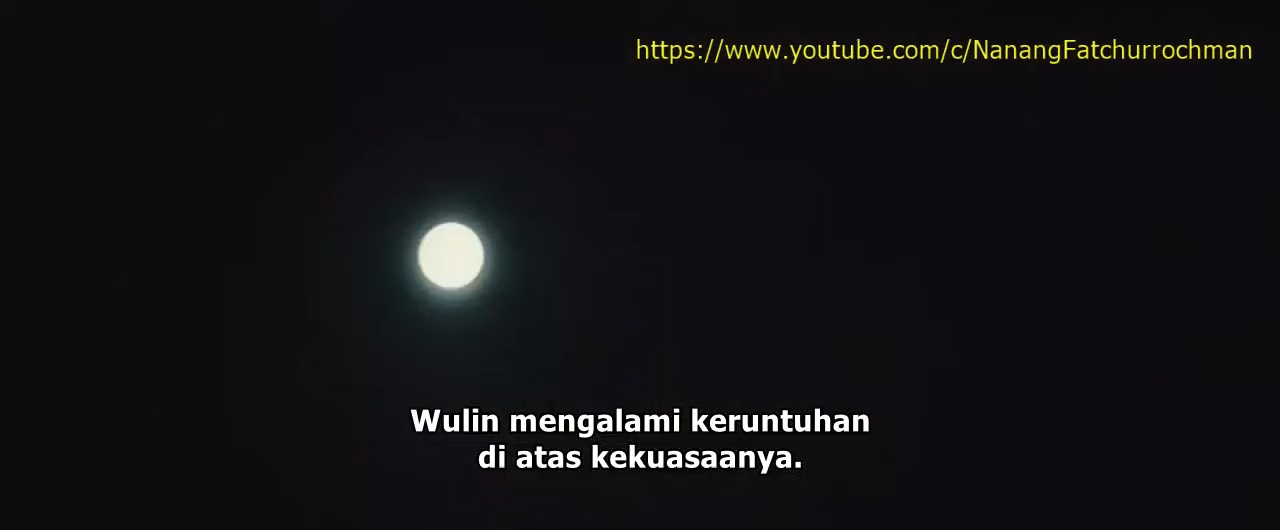 https://www.youtube.com/c/NanangFatchurrochman
Wulin mengalami keruntuhan
di atas kekuasaanya.